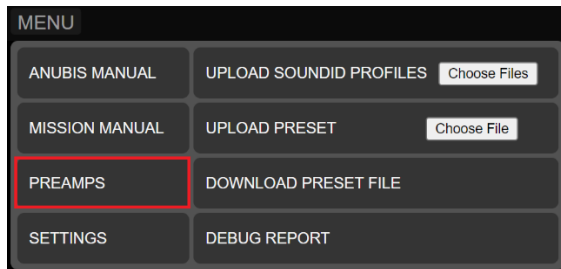 MENU
ANUBIS MANUAL UPLOAD SOUNDID PROFILES Choose Files
MISSION MANUAL UPLOAD PRESET Choose File
PREAMPS DOWNLOAD PRESET FILE
SETTINGS DEBUG REPORT